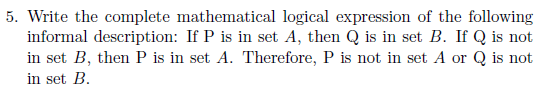 5. Write the complete mathematical logical expression of the following
informal description: If P is in set A, then Q is in set B. If Q is not
in set B, then P is in set A. Therefore, P is not in set A or Q is not
in set B.